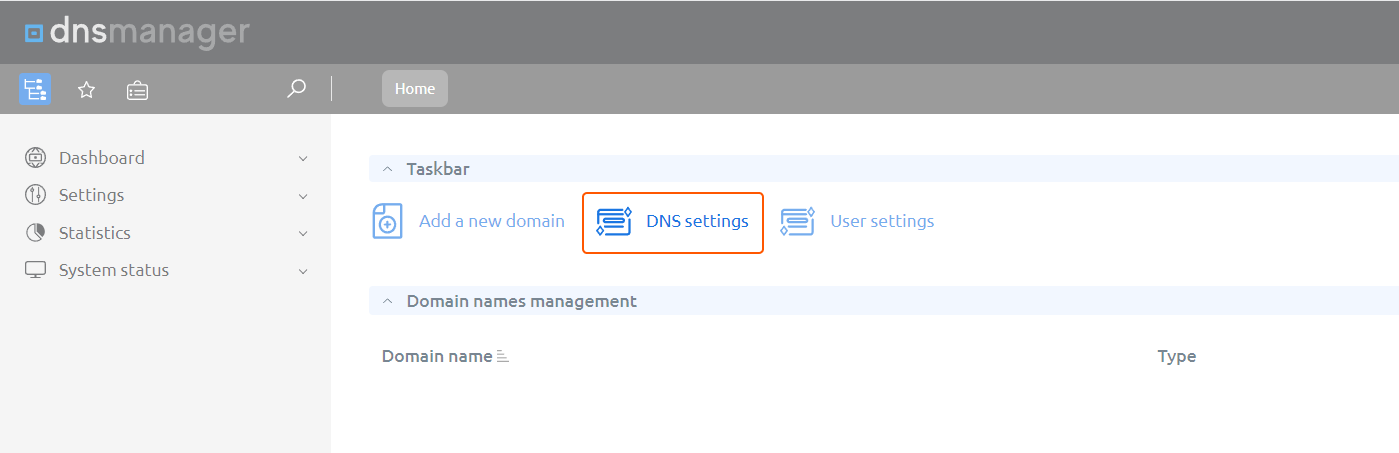 dnsmanager
Home
Dashboard
Settings
Statistics
System status
Taskbar
Add a new domain
DNS settings
User settings
Domain names management
Domain name
Type